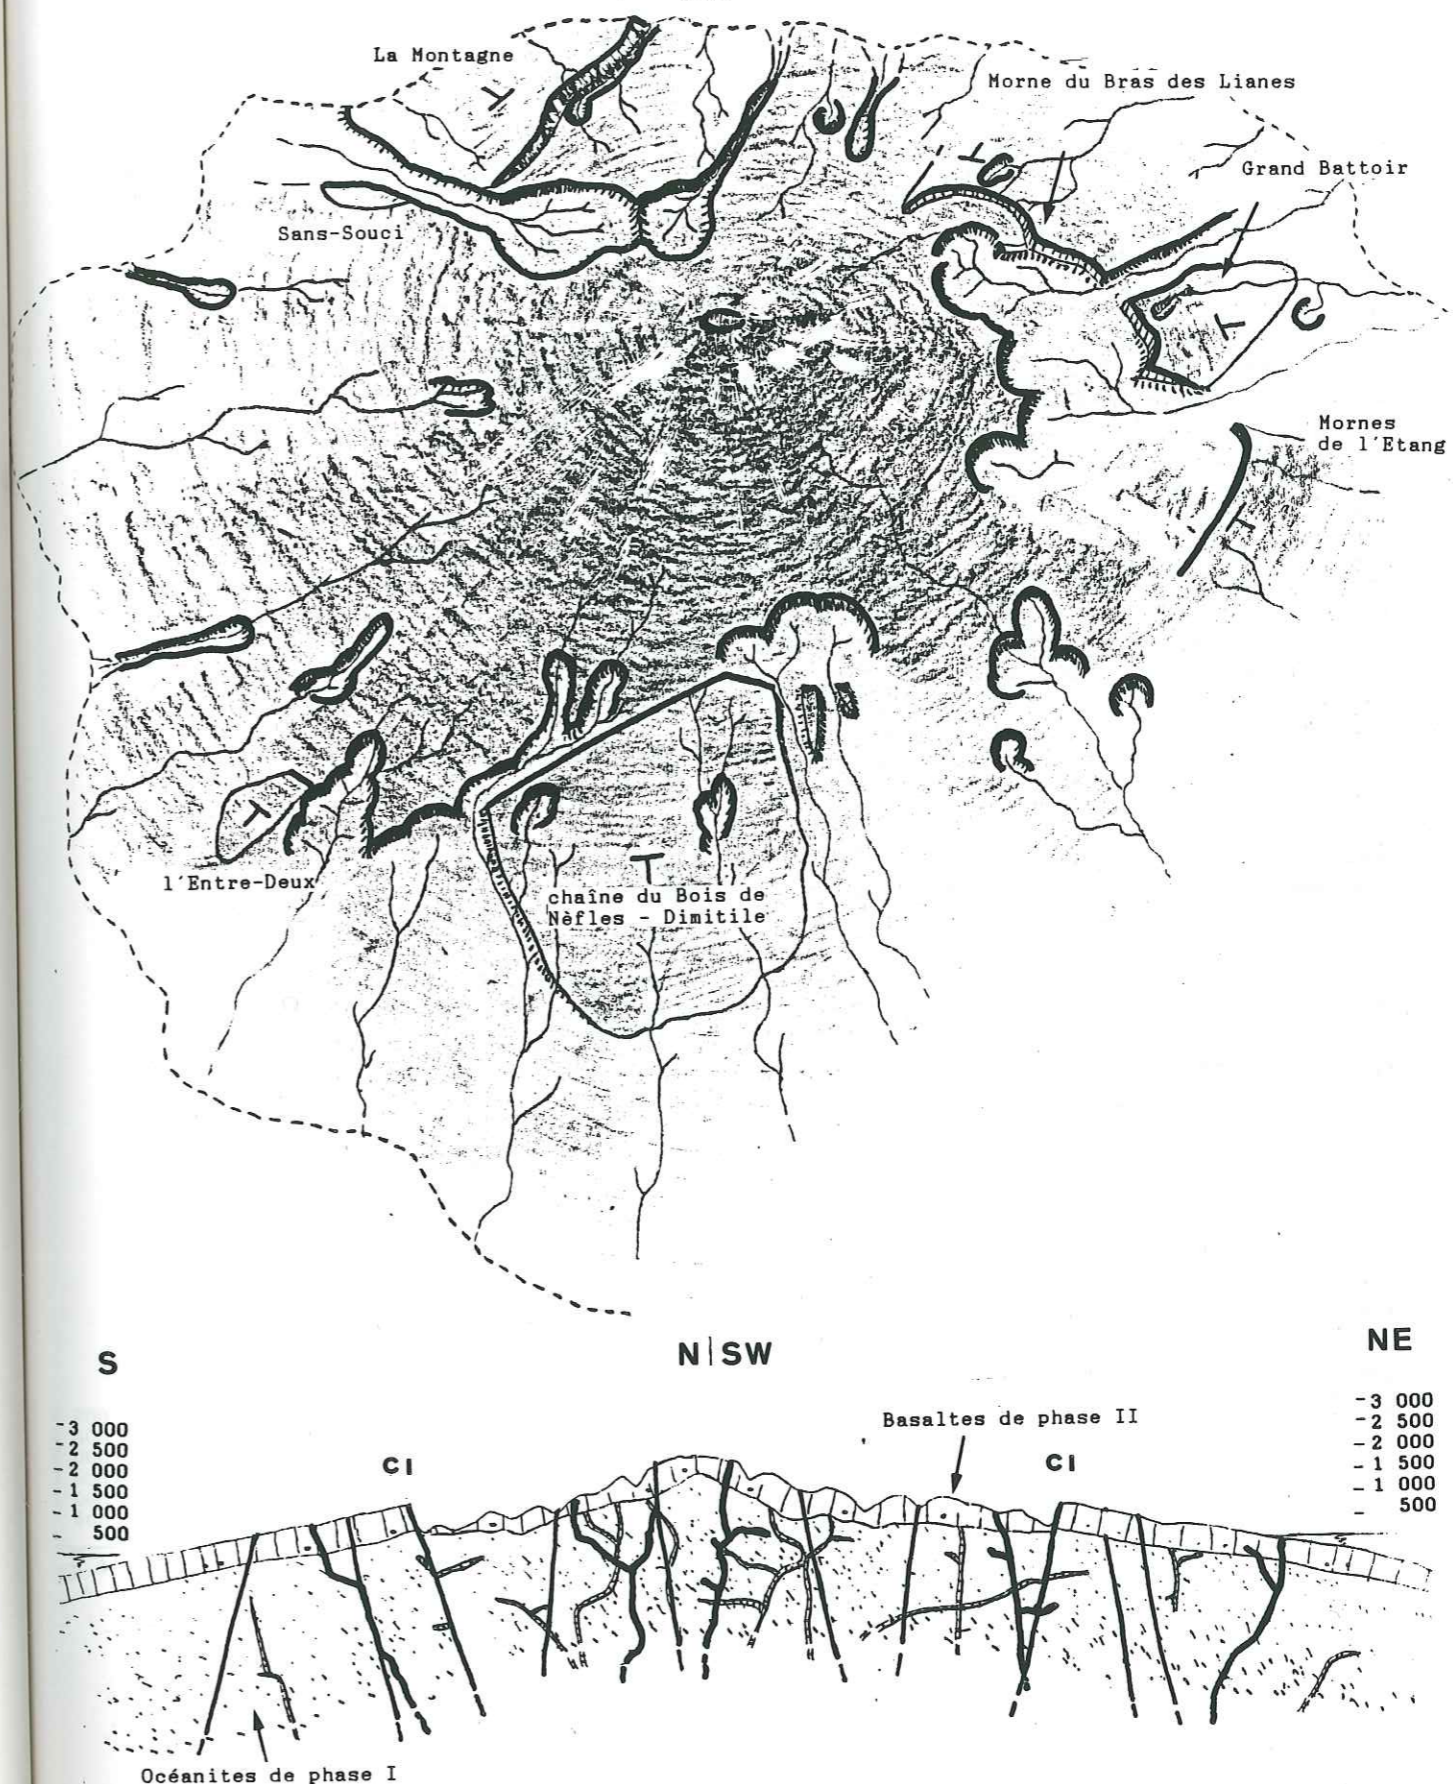 La Montagne
Morne du Bras des Lianes
Grand Battoir
Sans-Souci
Mornes
de l'Etang
l'Entre-Deux
chaîne du Bois de
Nèfles - Dimitile
S
N|SW
NE
-3 000
-2 500
-2 000
-1 500
-1 000
- 500
CI
Basaltes de phase II
CI
-3 000
-2 500
-2 000
-1 500
-1 000
- 500
Océanites de phase I